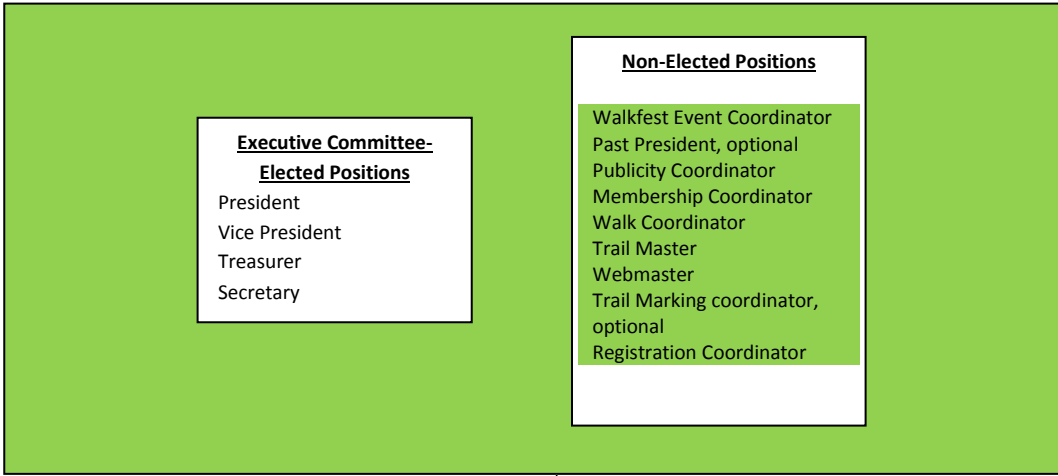 Executive Committee-
Elected Positions
President
Vice President
Treasurer
Secretary
Non-Elected Positions
Walkfest Event Coordinator
Past President, optional
Publicity Coordinator
Membership Coordinator
Walk Coordinator
Trail Master
Webmaster
Trail Marking coordinator,
optional
Registration Coordinator